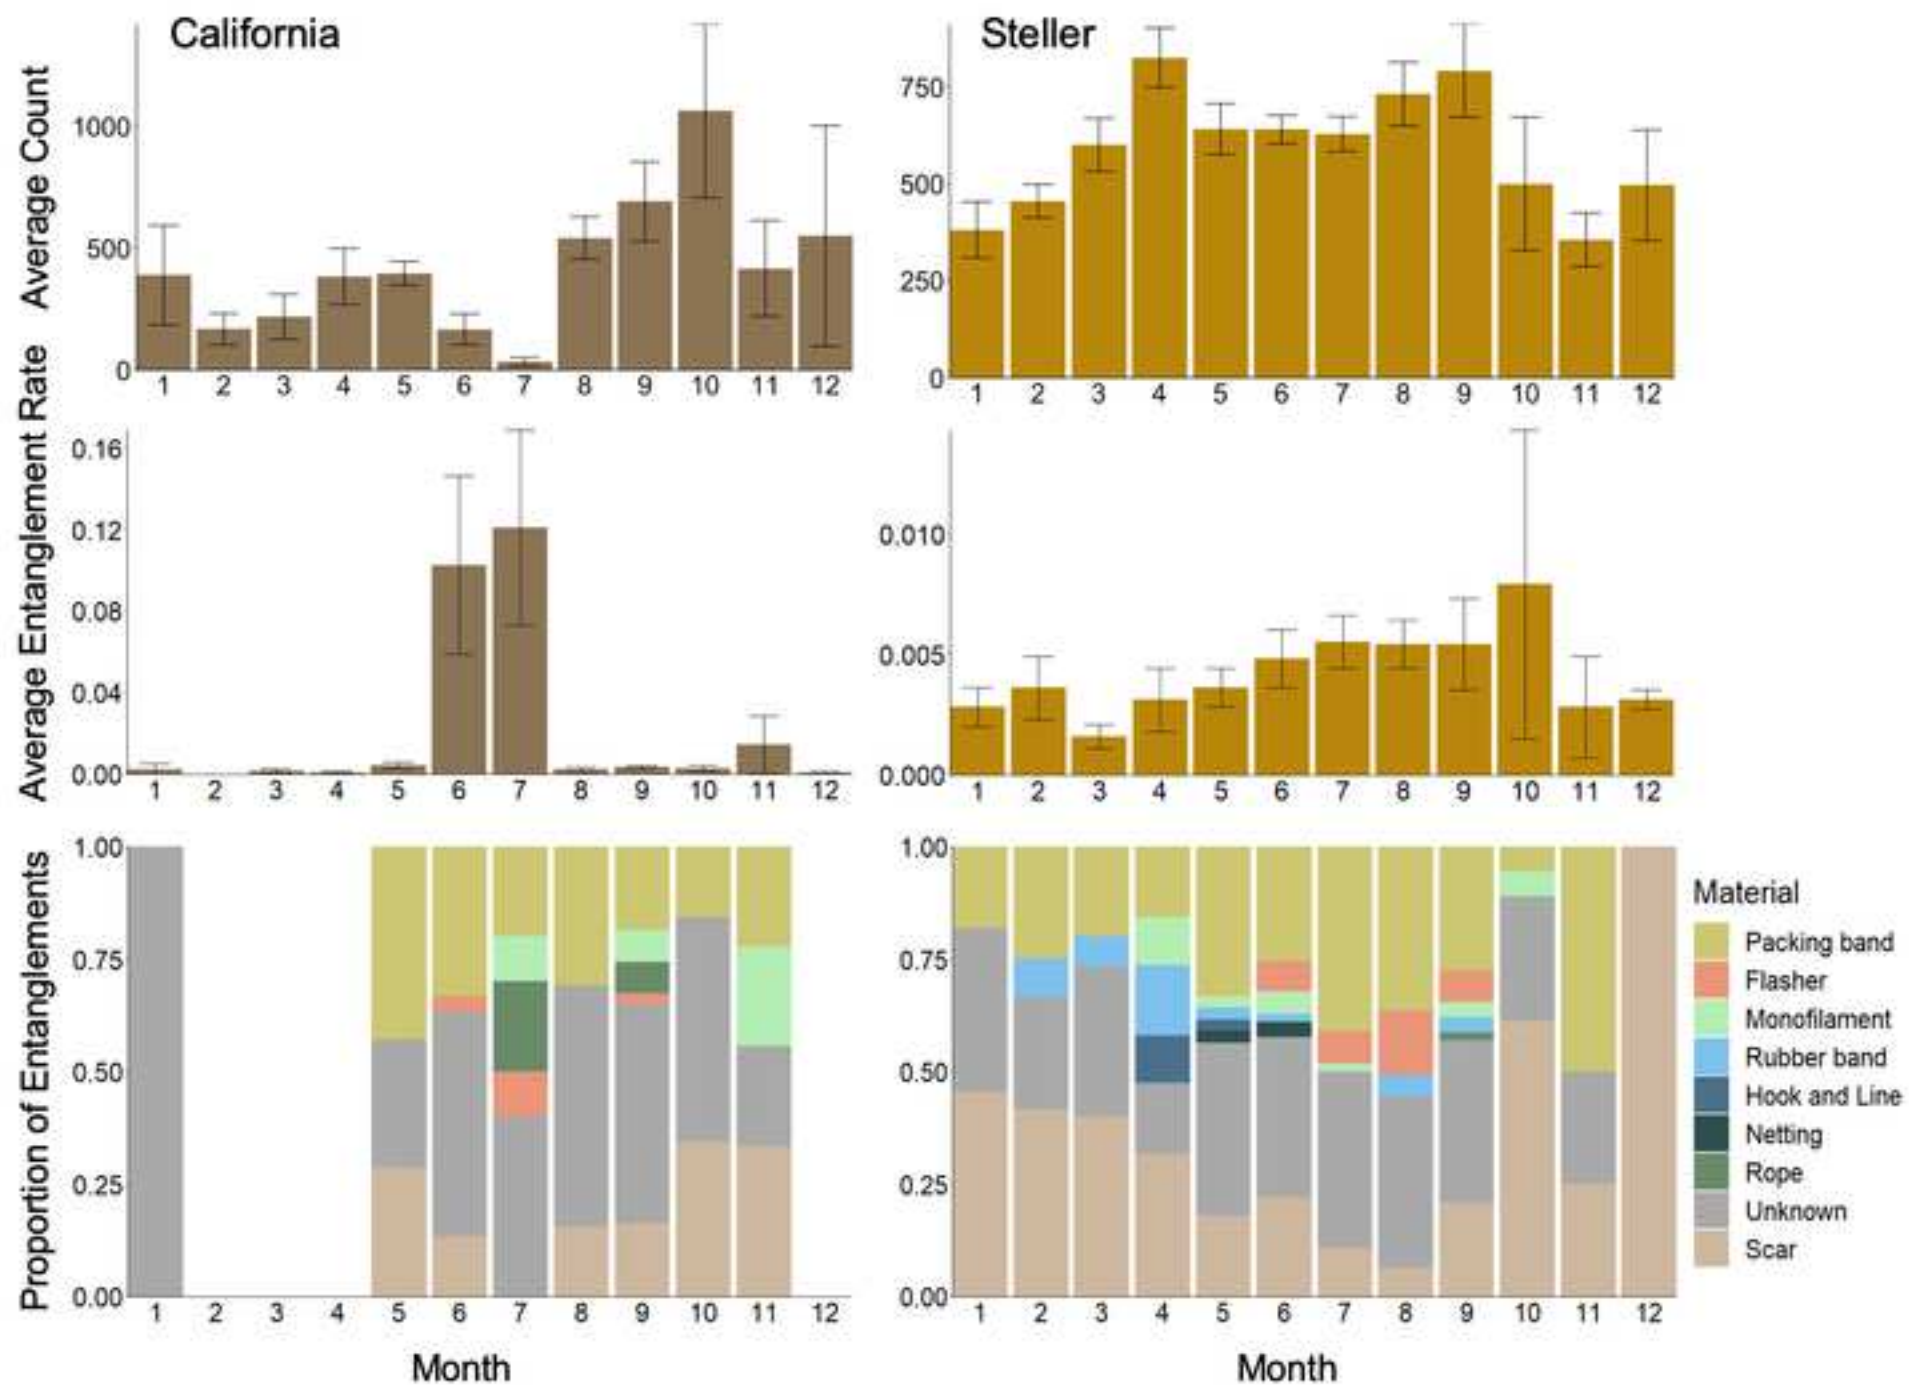 California
Average Count
1000
500
0
1 2 3 4 5 6 7 8 9 10 11 12
Steller
750
500
250
0
1 2 3 4 5 6 7 8 9 10 11 12
Average Entanglement Rate
0.16
0.12
0.08
0.04
0.00
1 2 3 4 5 6 7 8 9 10 11 12
0.010
0.005
0.000
1 2 3 4 5 6 7 8 9 10 11 12
Proportion of Entanglements
1.00
0.75
0.50
0.25
0.00
1 2 3 4 5 6 7 8 9 10 11 12
Month
1.00
0.75
0.50
0.25
0.00
1 2 3 4 5 6 7 8 9 10 11 12
Month
Material
Packing band
Flasher
Monofilament
Rubber band
Hook and Line
Netting
Rope
Unknown
Scar